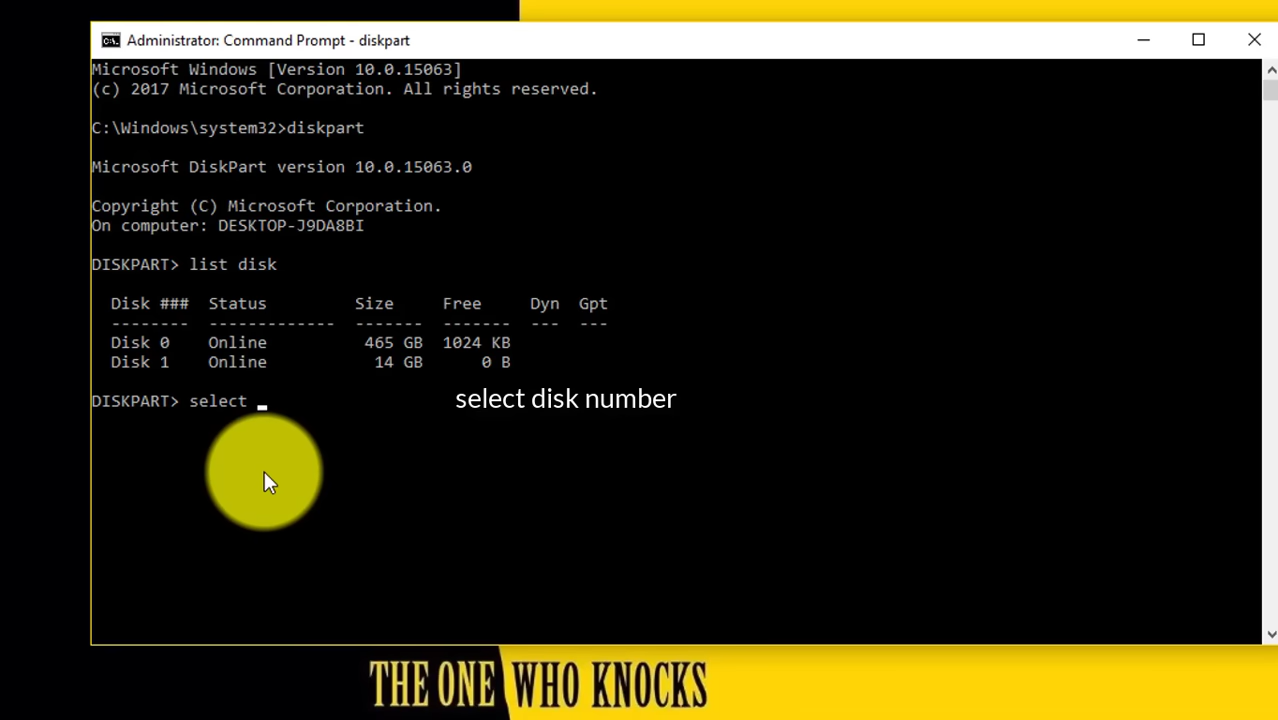 Administrator: Command Prompt - diskpart
Microsoft Windows [Version 10.0.15063]
(c) 2017 Microsoft Corporation. All rights reserved.
C:\Windows\system32>diskpart
Microsoft DiskPart version 10.0.15063.0
Copyright (C) Microsoft Corporation.
On computer: DESKTOP-J9DA8BI
DISKPART> list disk
Disk ### Status Size Free Dyn Gpt
-------- ------------- ------- ------- --- ---
Disk 0 Online 465 GB 1024 KB
Disk 1 Online 14 GB 0 B
DISKPART> select _
select disk number
THE ONE WHO KNOCKS